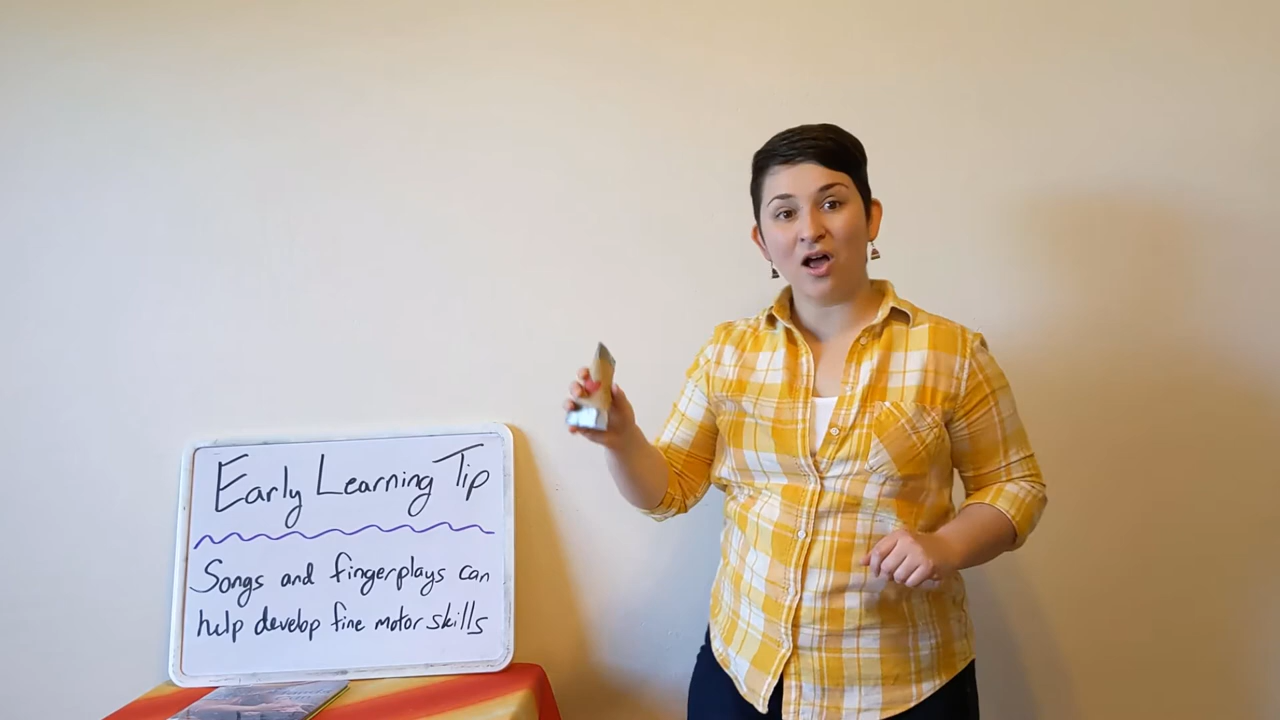 Early Learning Tip
Songs and fingerplays can
help develop fine motor skills